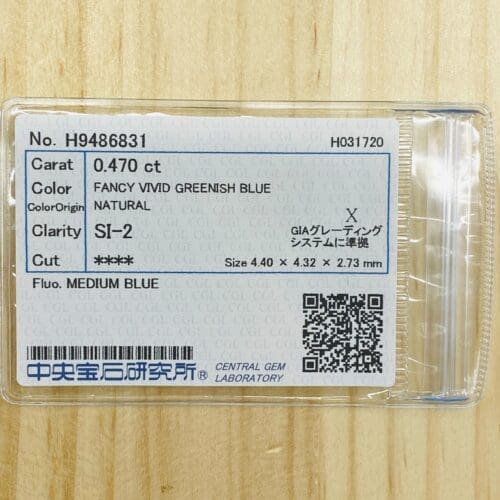 No. H9486831 H031720
Carat 0.470 ct
Color FANCY VIVID GREENISH BLUE
ColorOrigin NATURAL
X
Clarity SI-2 GIAグレーディング
システムに準拠
Cut **** Size 4.40 × 4.32 × 2.73 mm
Fluo. MEDIUM BLUE
中央宝石研究所® CENTRAL GEM
LABORATORY